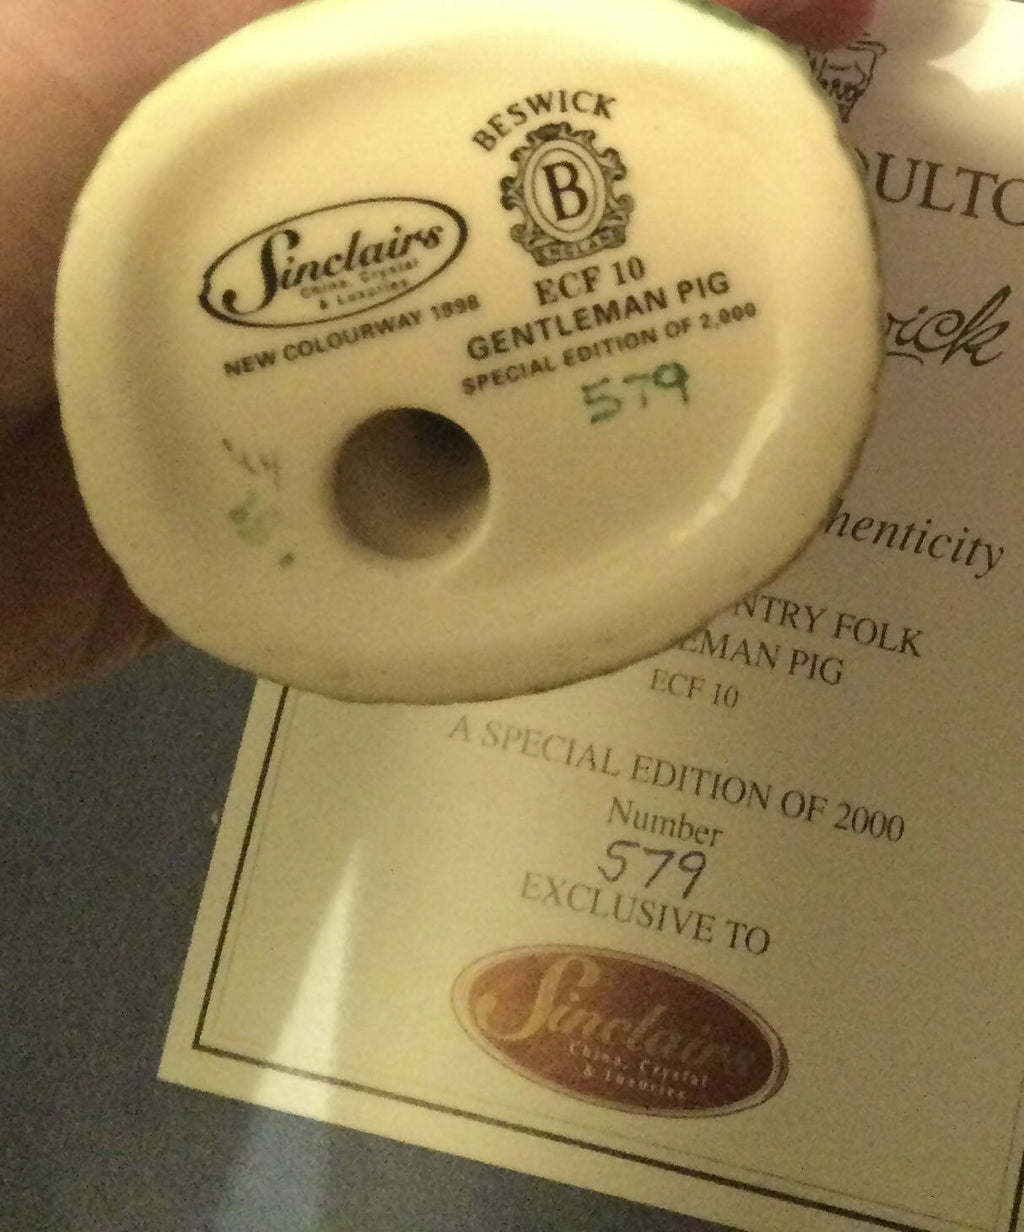 BESWICK
B
ENGLAND
ECF 10
GENTLEMAN PIG
SPECIAL EDITION OF 2,000
579
Sinclairs
China, Crystal
& Luxuries
NEW COLOURWAY 1998
ULTO
ick
henticity
NTRY FOLK
EMAN PIG
ECF 10
A SPECIAL EDITION OF 2000
Number
579
EXCLUSIVE TO
Sinclairs
China, Crystal
& Luxuries